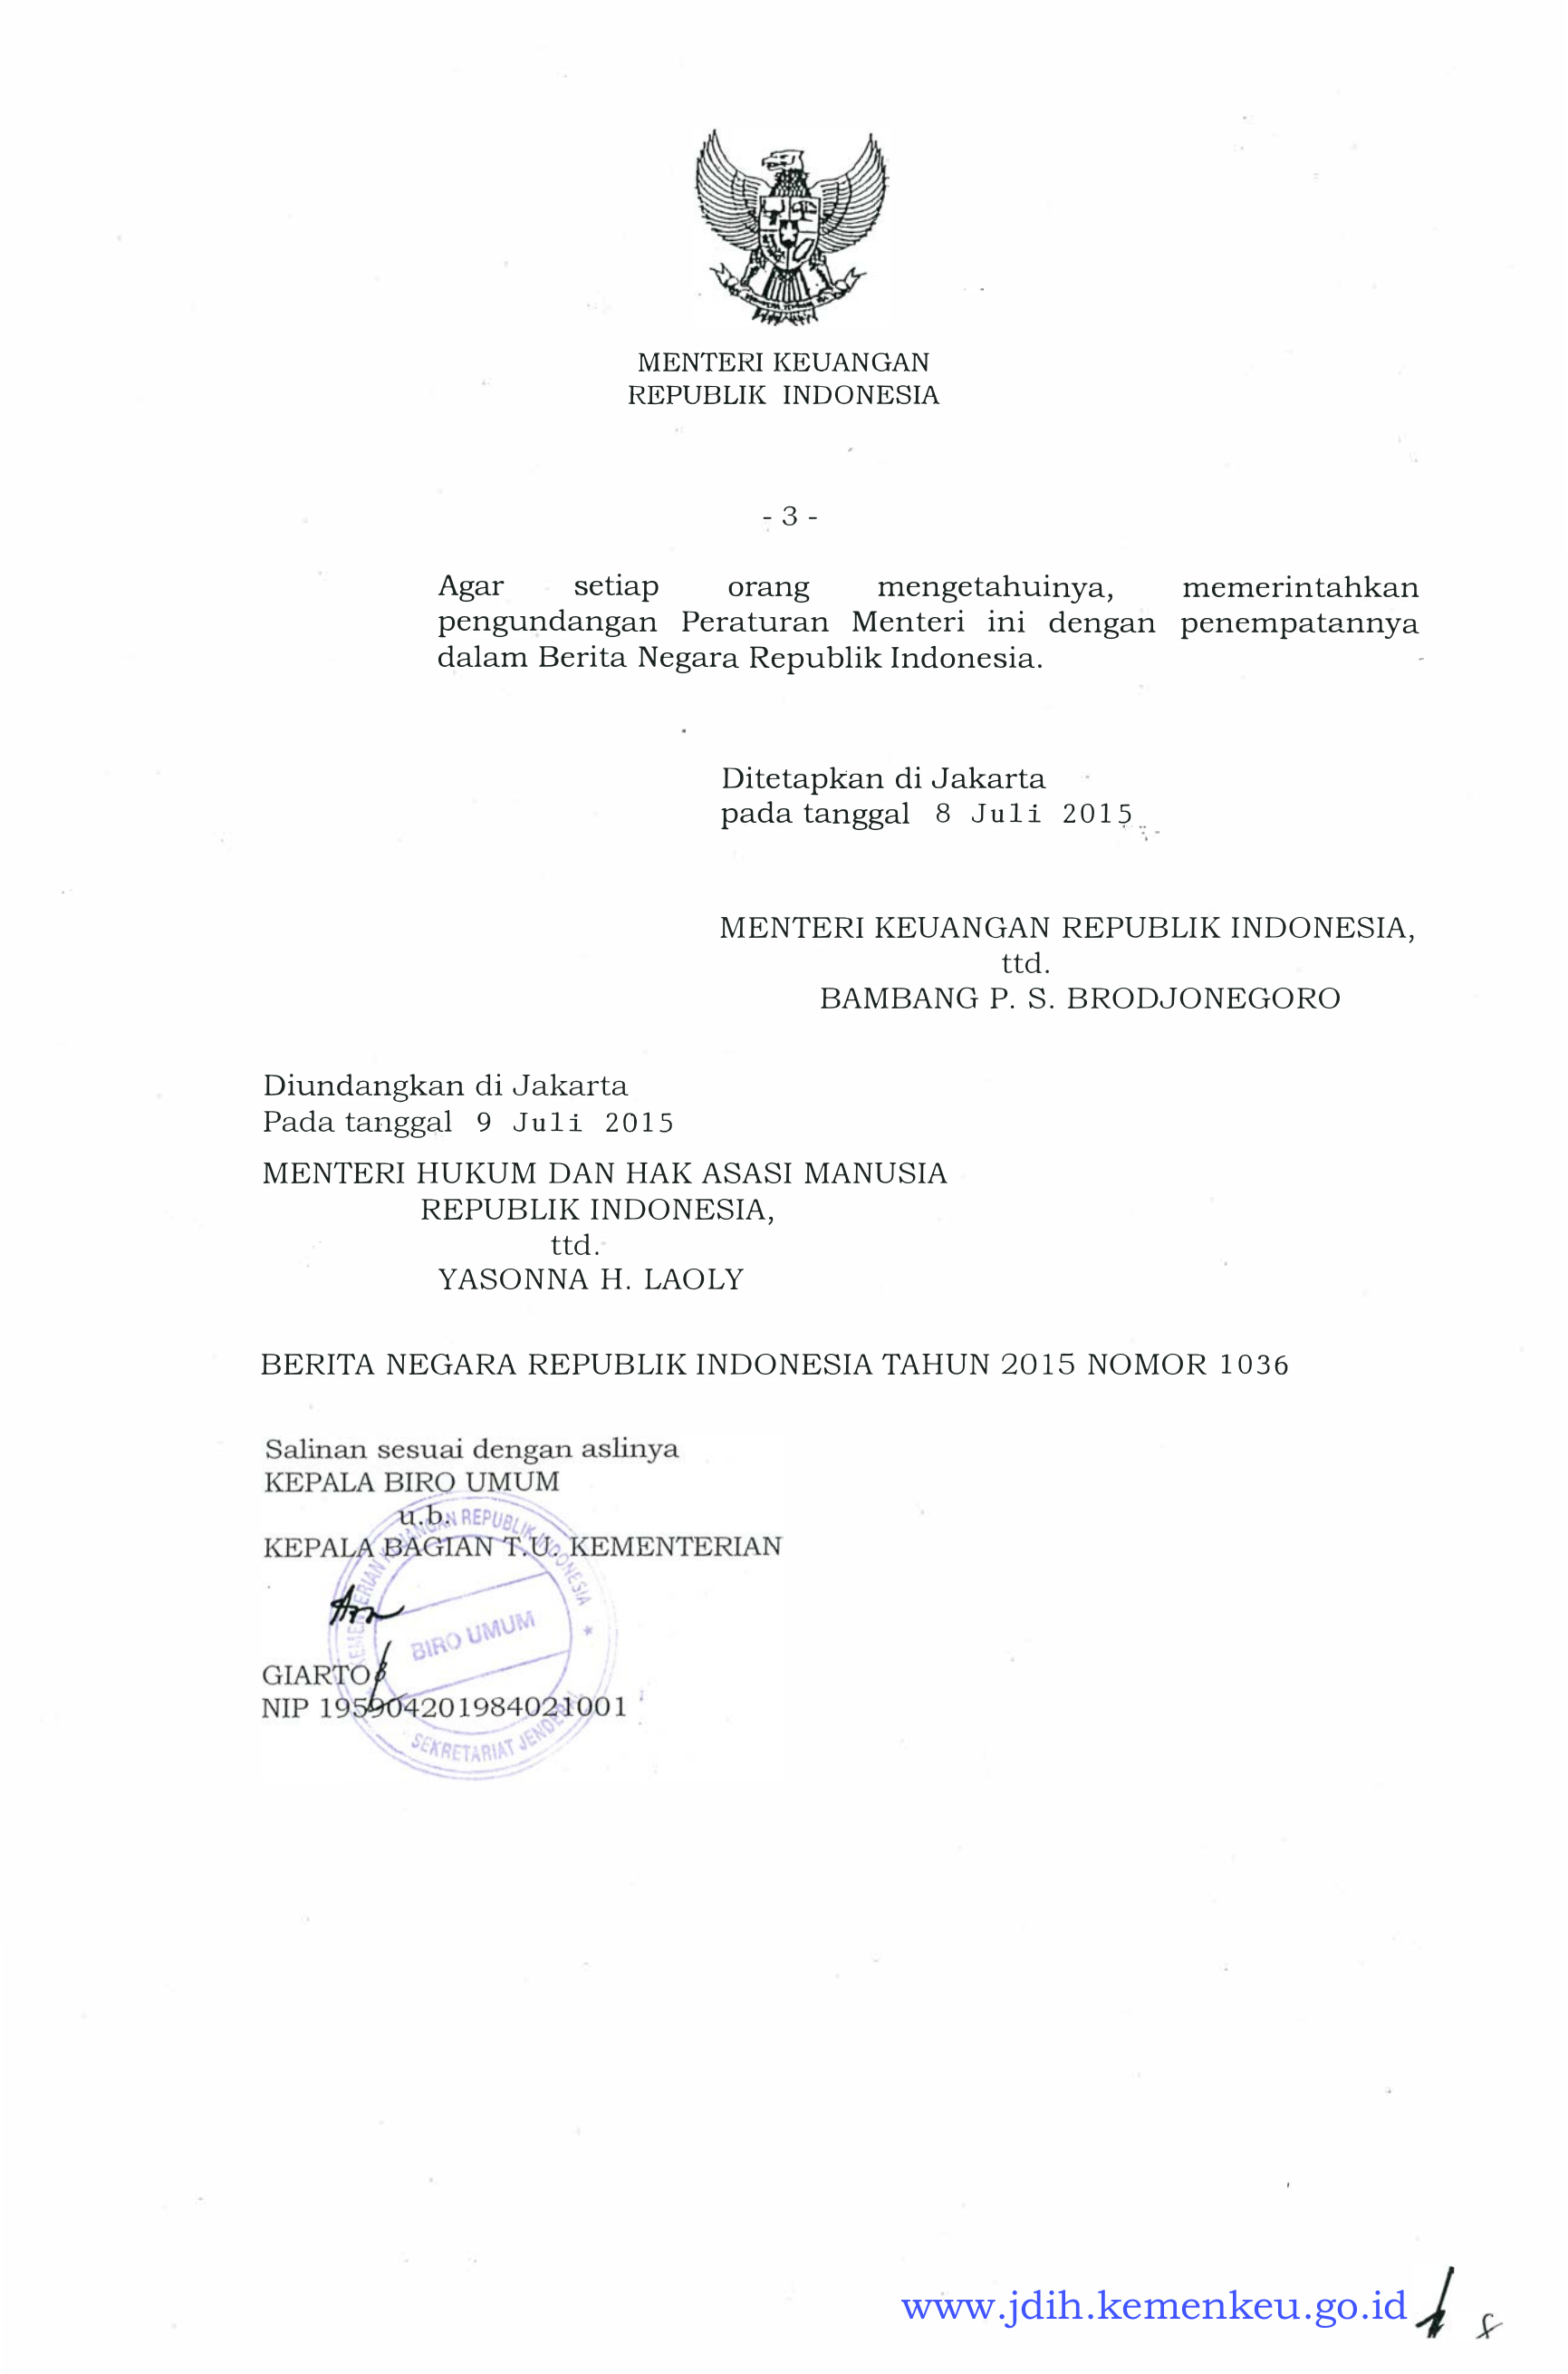 MENTERI KEUANGAN
REPUBLIK INDONESIA
- 3 -
Agar setiap orang mengetahuinya, memerintahkan
pengundangan Peraturan Menteri ini dengan penempatannya
dalam Berita Negara Republik Indonesia.
Ditetapkan di Jakarta
pada tanggal 8 Juli 2015
MENTERI KEUANGAN REPUBLIK INDONESIA,
ttd.
BAMBANG P. S. BRODJONEGORO
Diundangkan di Jakarta
Pada tanggal 9 Juli 2015
MENTERI HUKUM DAN HAK ASASI MANUSIA
REPUBLIK INDONESIA,
ttd.
YASONNA H. LAOLY
BERITA NEGARA REPUBLIK INDONESIA TAHUN 2015 NOMOR 1036
Salinan sesuai dengan aslinya
KEPALA BIRO UMUM
u.b.
KEPALA BAGIAN T.U. KEMENTERIAN
KEMENTERIAN KEUANGAN REPUBLIK INDONESIA
BIRO UMUM
SEKRETARIAT JENDERAL
GIARTO
NIP 195904201984021001
www.jdih.kemenkeu.go.id